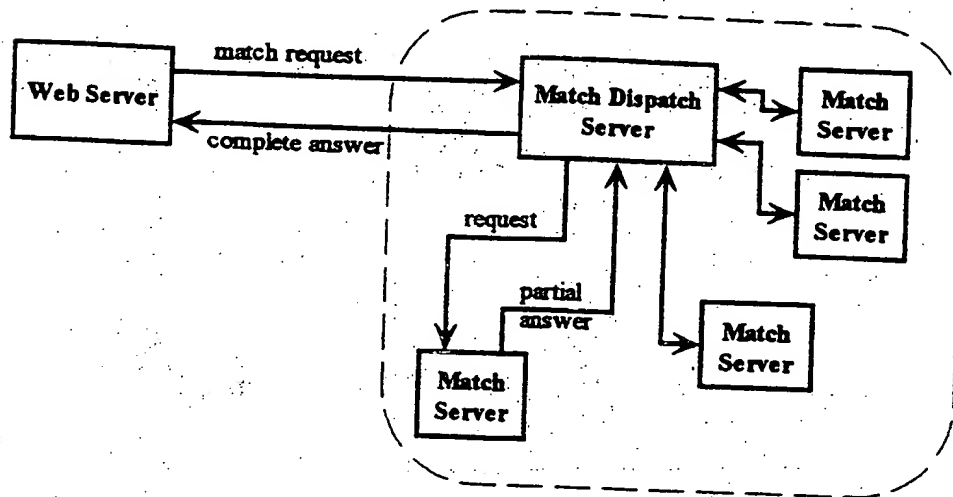 match request
Web Server
complete answer
Match Dispatch
Server
Match
Server
Match
Server
request
partial
answer
Match
Server
Match
Server